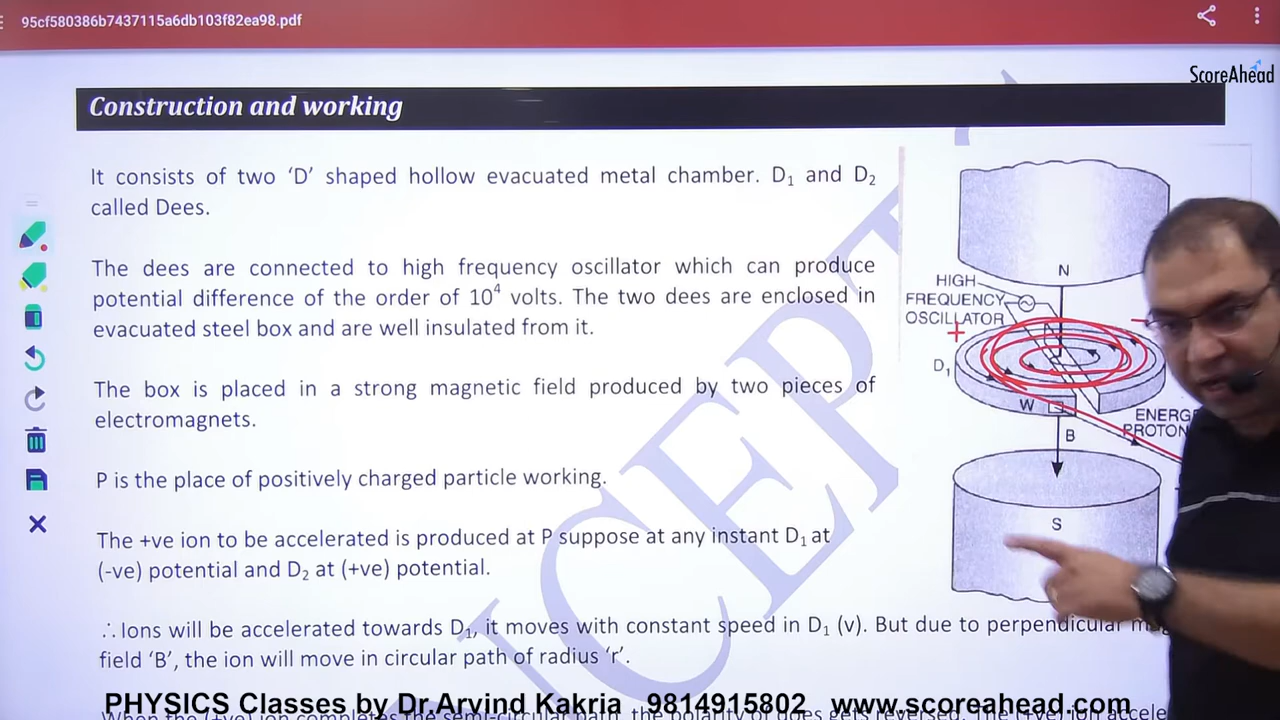 95cf580386b7437115a6db103f82ea98.pdf
ScoreAhead
Construction and working
It consists of two ‘D’ shaped hollow evacuated metal chamber. D₁ and D₂
called Dees.
The dees are connected to high frequency oscillator which can produce
potential difference of the order of 10⁴ volts. The two dees are enclosed in
evacuated steel box and are well insulated from it.
The box is placed in a strong magnetic field produced by two pieces of
electromagnets.
P is the place of positively charged particle working.
The +ve ion to be accelerated is produced at P suppose at any instant D₁ at
(-ve) potential and D₂ at (+ve) potential.
∴ Ions will be accelerated towards D₁, it moves with constant speed in D₁ (v). But due to perpendicular
field ‘B’, the ion will move in circular path of radius ‘r’.
N
HIGH
FREQUENCY
OSCILLATOR
+
D₁
W
B
PROTON
S
PHYSICS Classes by Dr.Arvind Kakria 9814915802 www.scoreahead.com